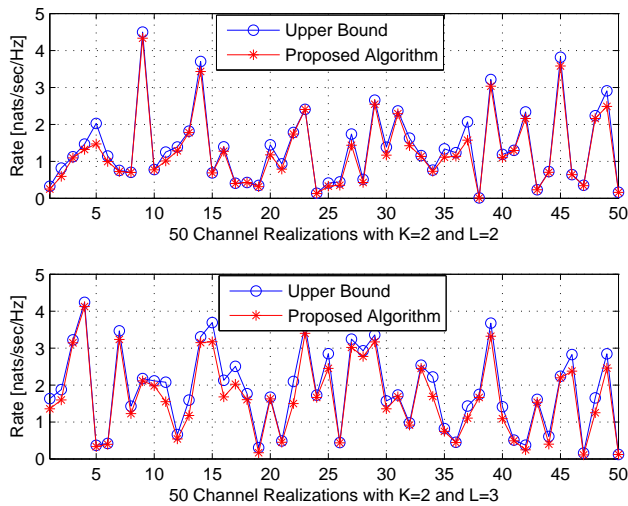 5
4
3
2
1
0
Rate [nats/sec/Hz]
Upper Bound
Proposed Algorithm
5 10 15 20 25 30 35 40 45 50
50 Channel Realizations with K=2 and L=2
5
4
3
2
1
0
Rate [nats/sec/Hz]
Upper Bound
Proposed Algorithm
5 10 15 20 25 30 35 40 45 50
50 Channel Realizations with K=2 and L=3